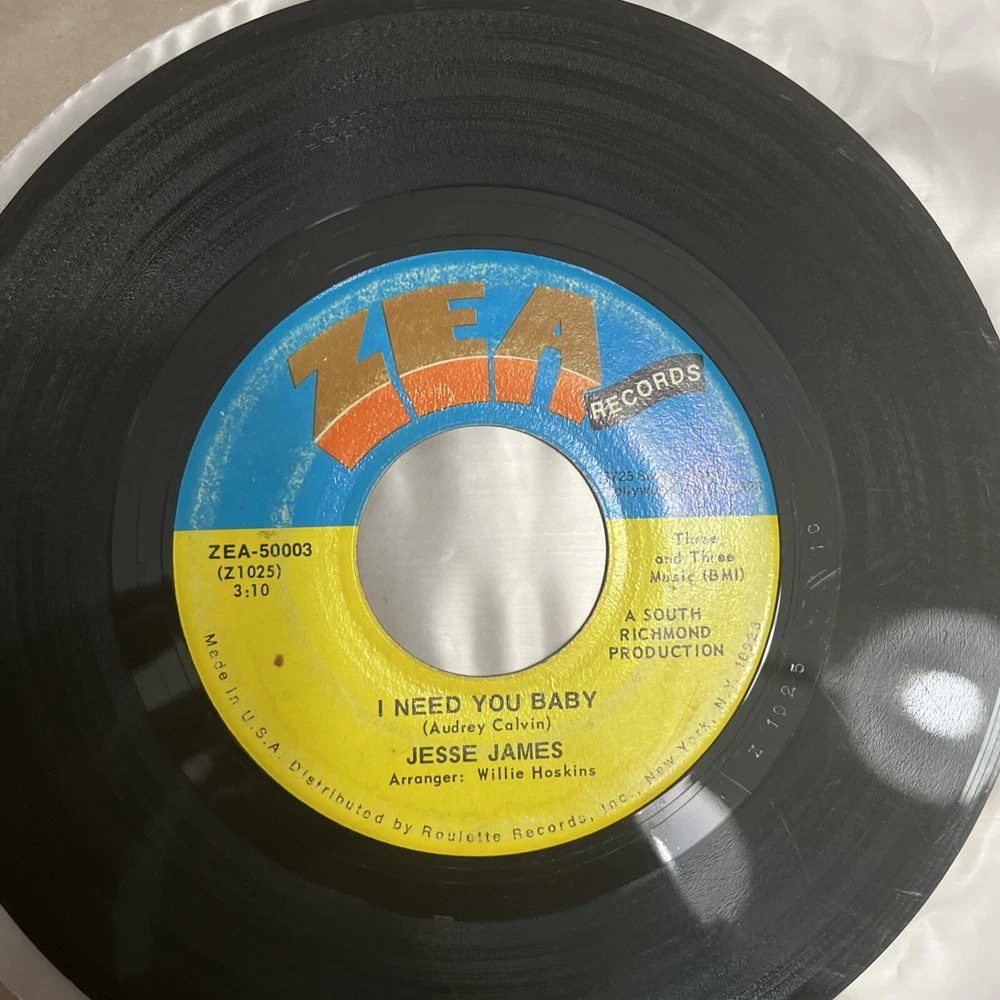 ZEA
RECORDS
ZEA-50003
(Z1025)
3:10
Three
and Three
Music (BMI)
A SOUTH
RICHMOND
PRODUCTION
I NEED YOU BABY
(Audrey Calvin)
JESSE JAMES
Arranger: Willie Hoskins
Made in U.S.A. Distributed by Roulette Records, Inc., New York, N.Y. 10023
Z 1025